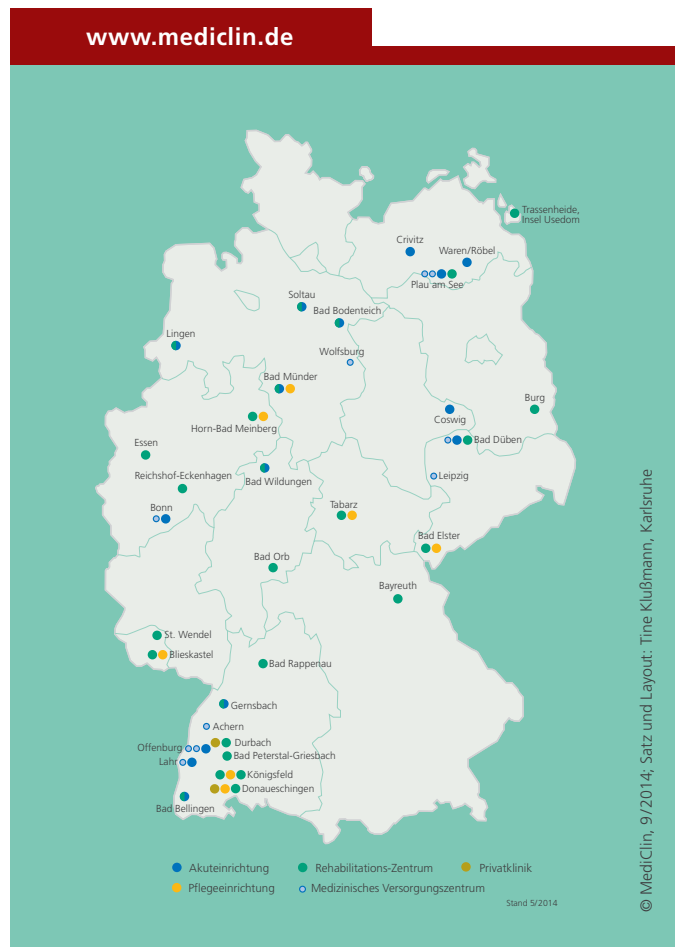 www.mediclin.de
Trassenheide,
Insel Usedom
Crivitz
Waren/Röbel
Plau am See
Soltau
Bad Bodenteich
Lingen
Wolfsburg
Bad Münder
Burg
Coswig
Horn-Bad Meinberg
Essen
Bad Düben
Reichshof-Eckenhagen
Bad Wildungen
Leipzig
Bonn
Tabarz
Bad Elster
Bad Orb
Bayreuth
St. Wendel
Blieskastel
Bad Rappenau
Gernsbach
Achern
Offenburg
Durbach
Lahr
Bad Peterstal-Griesbach
Königsfeld
Donaueschingen
Bad Bellingen
Akuteinrichtung
Rehabilitations-Zentrum
Privatklinik
Pflegeeinrichtung
Medizinisches Versorgungszentrum
Stand 5/2014
© MediClin, 9/2014; Satz und Layout: Tine Klußmann, Karlsruhe